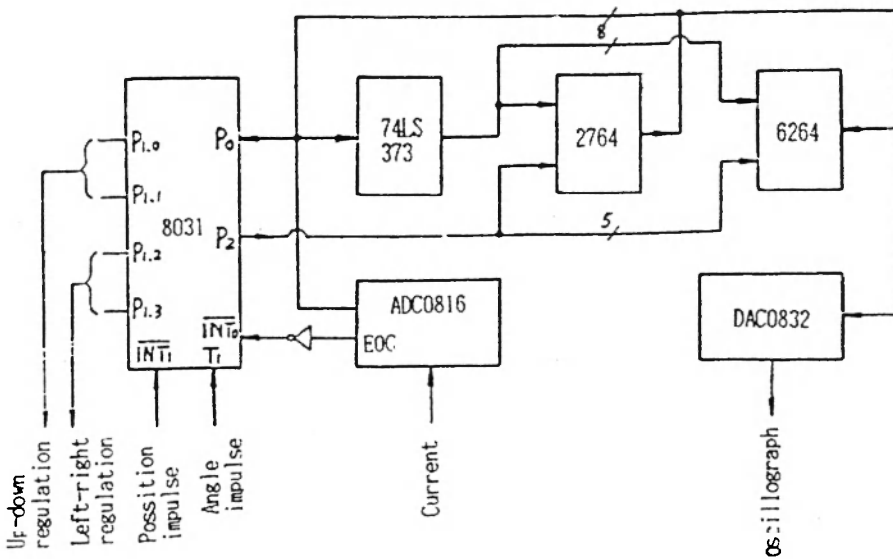 8
P₀
74LS
373
2764
6264
P₁.₀
P₁.₁
8031
P₂
5
P₁.₂
P₁.₃
ADC0816
DAC0832
INT₀
EOC
INT₁
T₁
Up-down
regulation
Left-right
regulation
Possition
impulse
Angle
impulse
Current
oscillograph